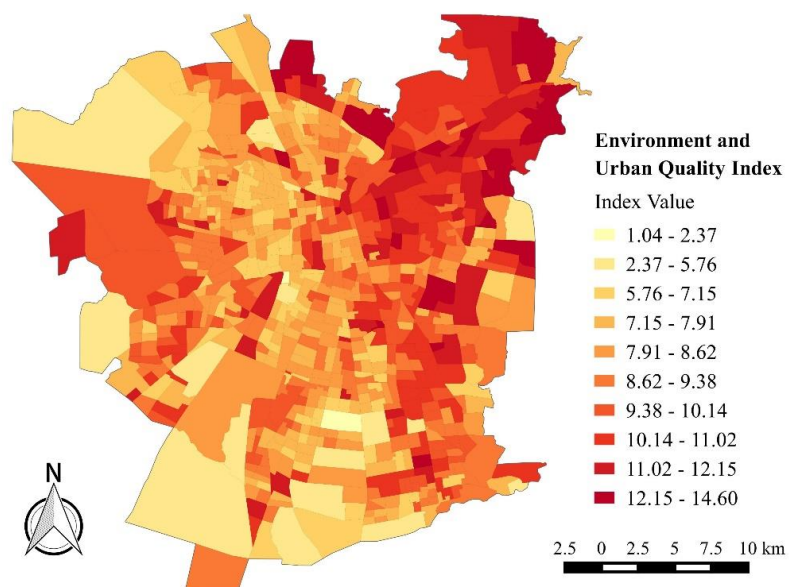 Environment and
Urban Quality Index
Index Value
1.04 - 2.37
2.37 - 5.76
5.76 - 7.15
7.15 - 7.91
7.91 - 8.62
8.62 - 9.38
9.38 - 10.14
10.14 - 11.02
11.02 - 12.15
12.15 - 14.60
N
2.5 0 2.5 5 7.5 10 km